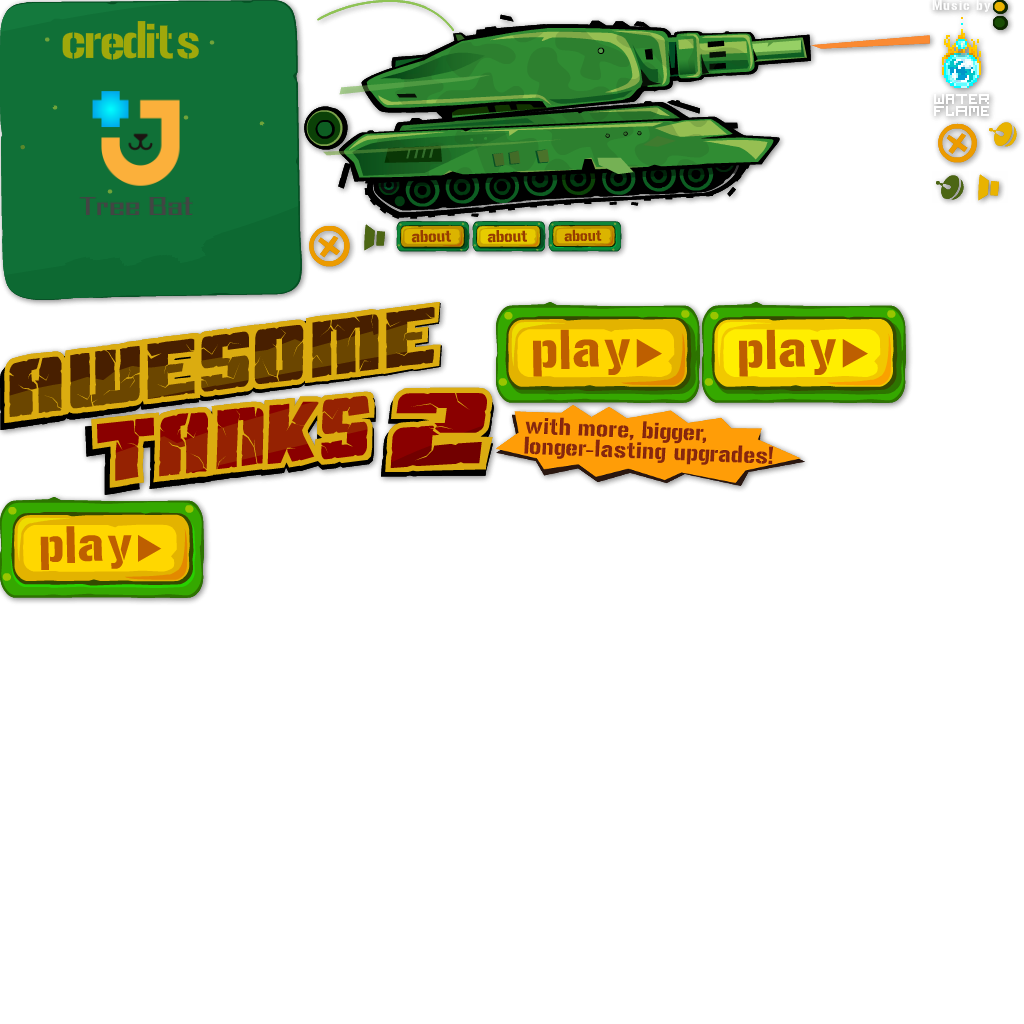 credits
Tree Bat
Music by
WATER
FLAME
about
about
about
AWESOME
TANKS 2
play
play
with more, bigger,
longer-lasting upgrades!
play